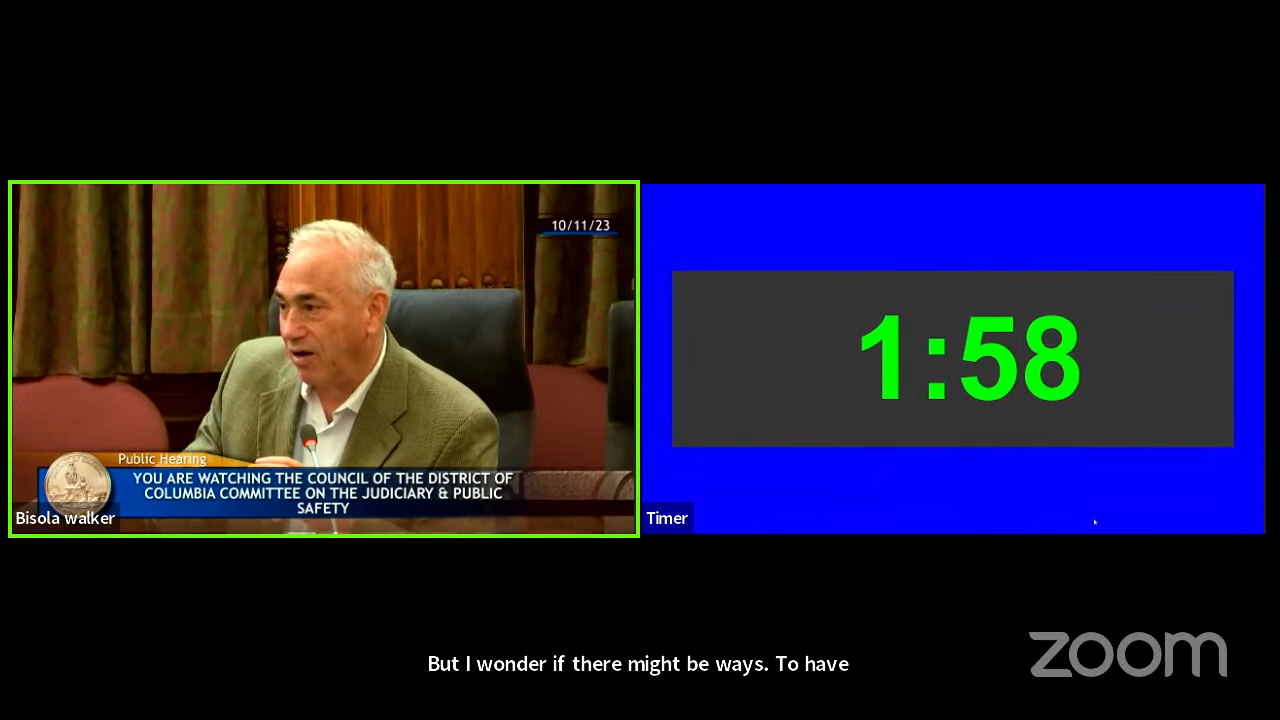 10/11/23
1:58
Public Hearing
YOU ARE WATCHING THE COUNCIL OF THE DISTRICT OF
COLUMBIA COMMITTEE ON THE JUDICIARY & PUBLIC
SAFETY
Bisola walker
Timer
But I wonder if there might be ways. To have
zoom